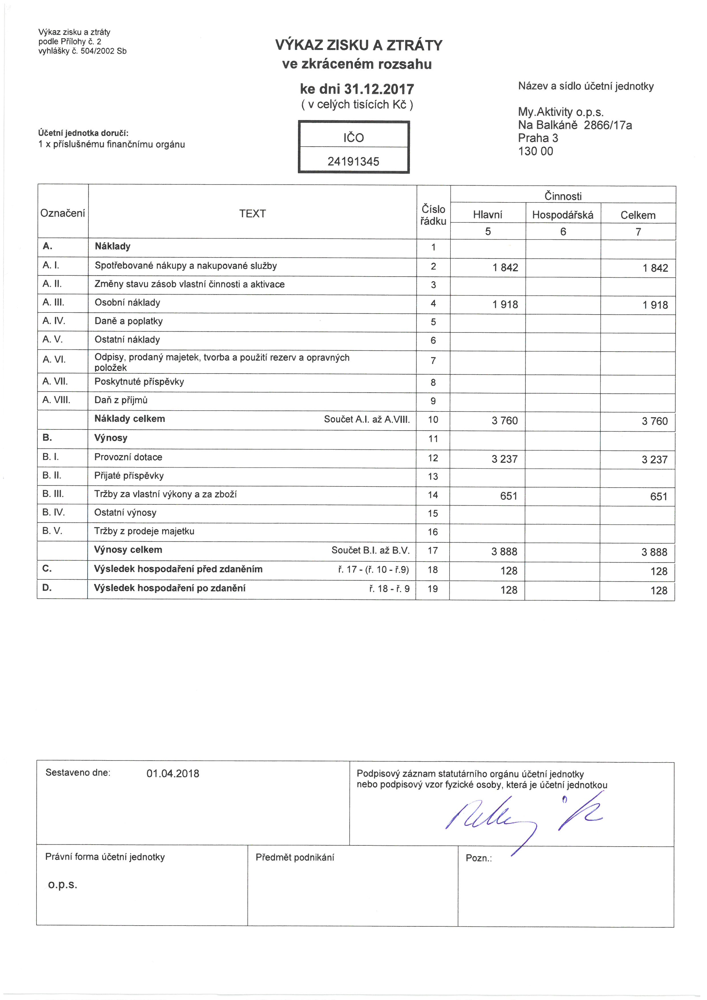 Výkaz zisku a ztráty
podle Přílohy č. 2
vyhlášky č. 504/2002 Sb
VÝKAZ ZISKU A ZTRÁTY
ve zkráceném rozsahu
ke dni 31.12.2017
( v celých tisících Kč )
Název a sídlo účetní jednotky
My.Aktivity o.p.s.
Na Balkáně 2866/17a
Praha 3
130 00
Účetní jednotka doručí:
1 x příslušnému finančnímu orgánu
IČO
24191345
Označení TEXT Číslo řádku Činnosti
Hlavní Hospodářská Celkem
5 6 7
A. Náklady 1
A. I. Spotřebované nákupy a nakupované služby 2 1 842 1 842
A. II. Změny stavu zásob vlastní činnosti a aktivace 3
A. III. Osobní náklady 4 1 918 1 918
A. IV. Daně a poplatky 5
A. V. Ostatní náklady 6
A. VI. Odpisy, prodaný majetek, tvorba a použití rezerv a opravných
položek 7
A. VII. Poskytnuté příspěvky 8
A. VIII. Daň z příjmů 9
Náklady celkem Součet A.I. až A.VIII. 10 3 760 3 760
B. Výnosy 11
B. I. Provozní dotace 12 3 237 3 237
B. II. Přijaté příspěvky 13
B. III. Tržby za vlastní výkony a za zboží 14 651 651
B. IV. Ostatní výnosy 15
B. V. Tržby z prodeje majetku 16
Výnosy celkem Součet B.I. až B.V. 17 3 888 3 888
C. Výsledek hospodaření před zdaněním ř. 17 - (ř. 10 - ř.9) 18 128 128
D. Výsledek hospodaření po zdanění ř. 18 - ř. 9 19 128 128
Sestaveno dne: 01.04.2018
Podpisový záznam statutárního orgánu účetní jednotky
nebo podpisový vzor fyzické osoby, která je účetní jednotkou
Právní forma účetní jednotky
o.p.s.
Předmět podnikání
Pozn.: